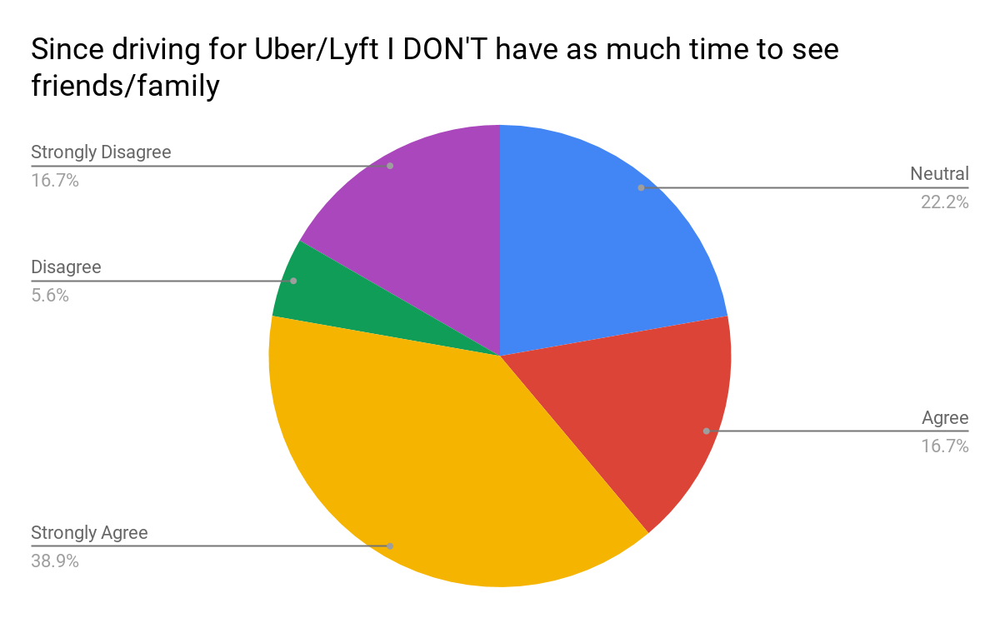 Since driving for Uber/Lyft I DON'T have as much time to see
friends/family
Strongly Disagree
16.7%
Neutral
22.2%
Disagree
5.6%
Agree
16.7%
Strongly Agree
38.9%